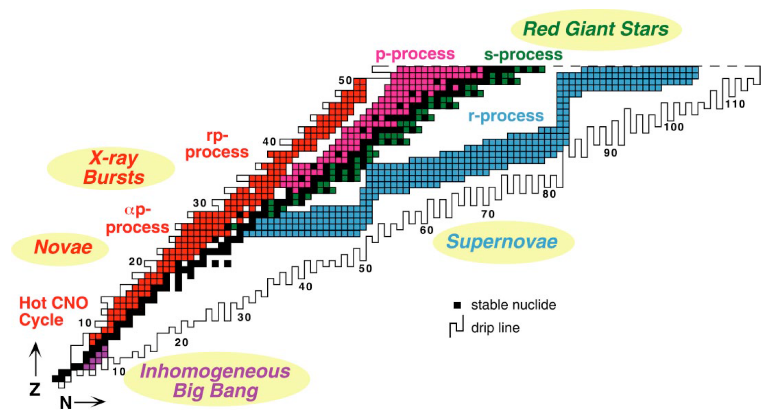 Red Giant Stars
p-process
s-process
50
r-process
110
100
rp-
process
40
90
X-ray
Bursts
80
30
αp-
process
70
60
Novae
Supernovae
20
50
40
Hot CNO
Cycle
stable nuclide
30
10
drip line
20
10
Z
N
Inhomogeneous
Big Bang